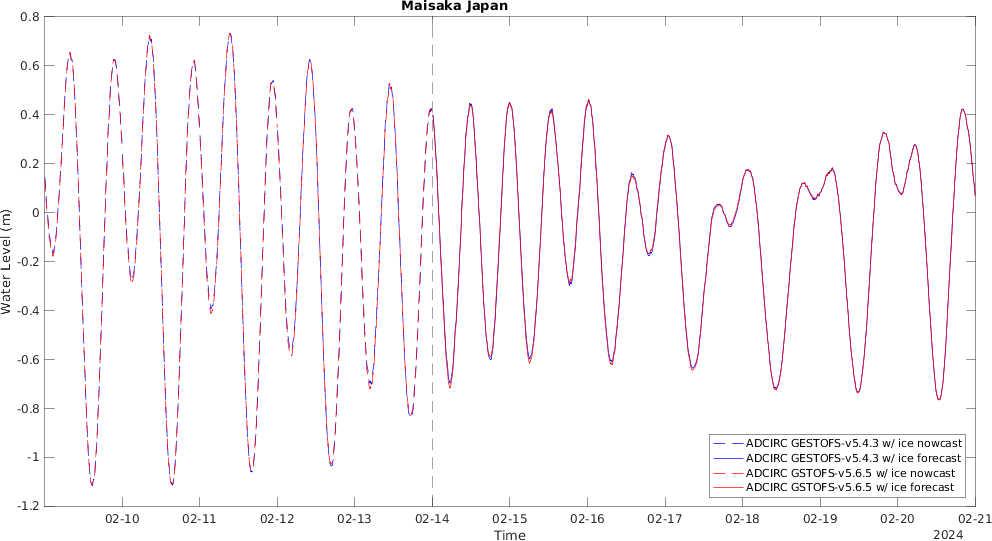 Maisaka Japan
0.8
0.6
0.4
0.2
0
-0.2
-0.4
-0.6
-0.8
-1
-1.2
Water Level (m)
02-10 02-11 02-12 02-13 02-14 02-15 02-16 02-17 02-18 02-19 02-20 02-21
Time
2024
ADCIRC GESTOFS-v5.4.3 w/ ice nowcast
ADCIRC GESTOFS-v5.4.3 w/ ice forecast
ADCIRC GSTOFS-v5.6.5 w/ ice nowcast
ADCIRC GSTOFS-v5.6.5 w/ ice forecast